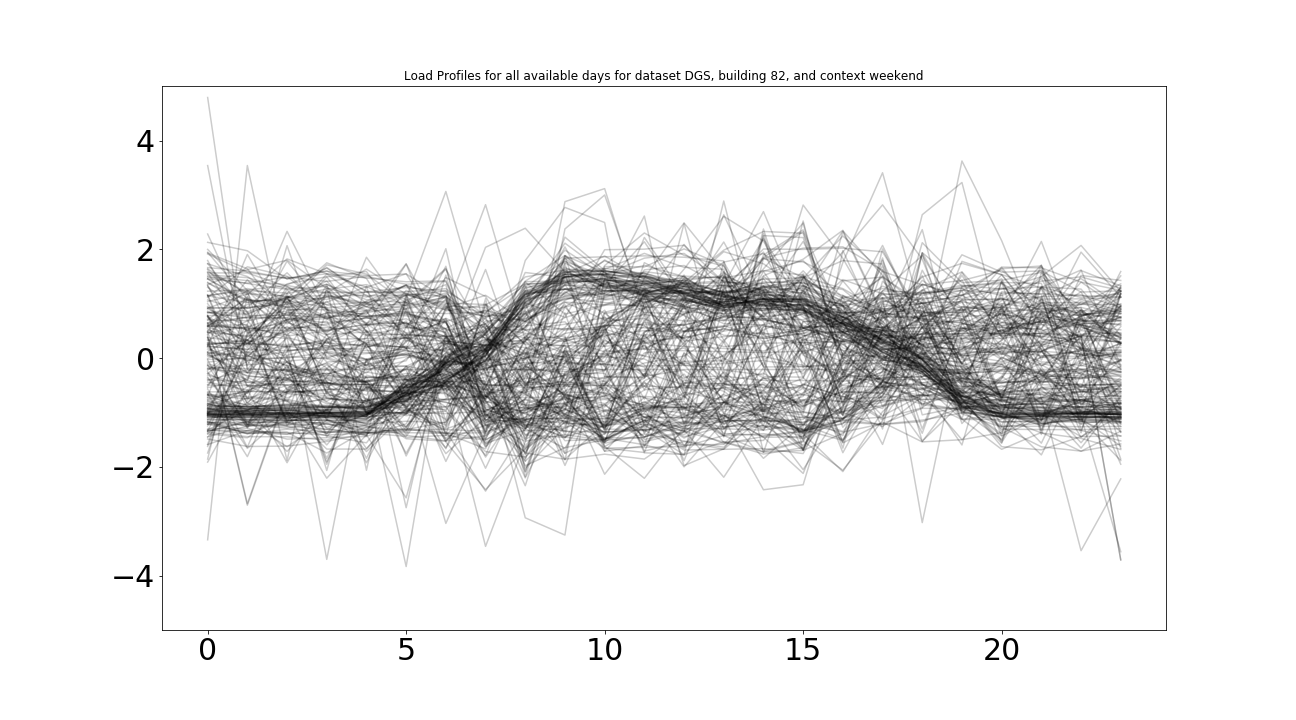 Load Profiles for all available days for dataset DGS, building 82, and context weekend
4
2
0
−2
−4
0 5 10 15 20